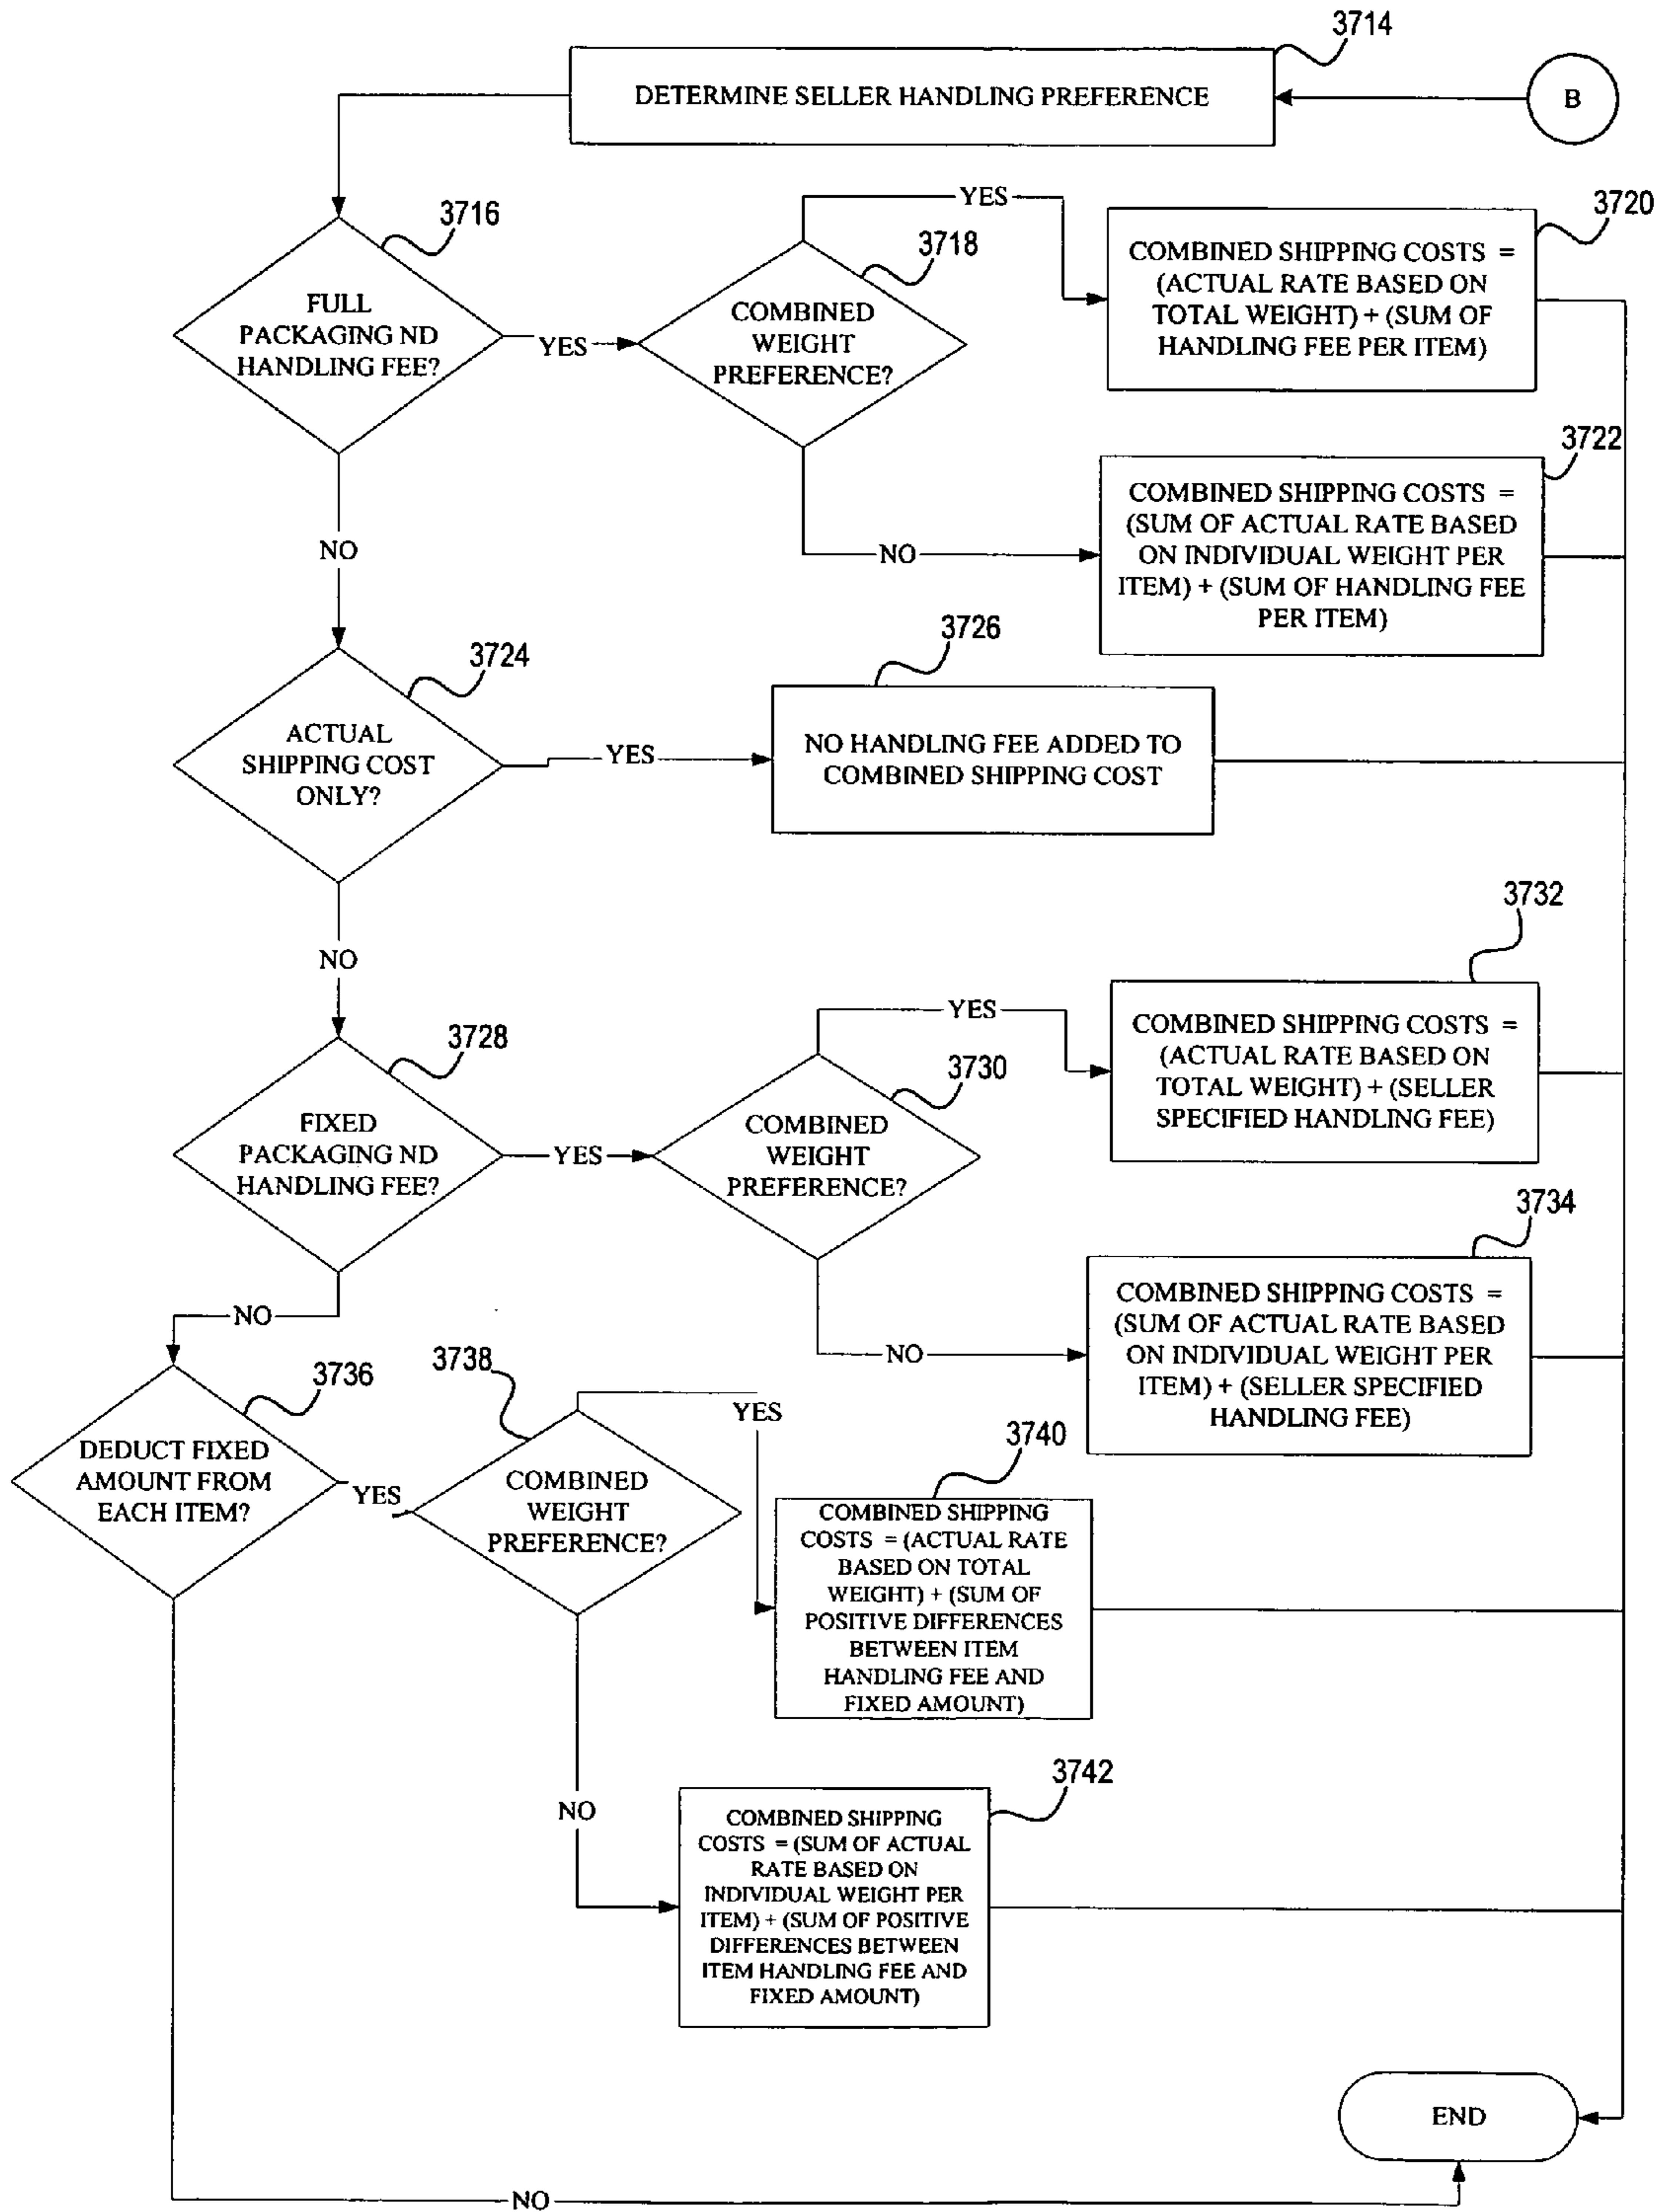 3714
DETERMINE SELLER HANDLING PREFERENCE
B
3716
FULL
PACKAGING ND
HANDLING FEE?
YES
3718
COMBINED
WEIGHT
PREFERENCE?
YES
3720
COMBINED SHIPPING COSTS =
(ACTUAL RATE BASED ON
TOTAL WEIGHT) + (SUM OF
HANDLING FEE PER ITEM)
NO
3722
COMBINED SHIPPING COSTS =
(SUM OF ACTUAL RATE BASED
ON INDIVIDUAL WEIGHT PER
ITEM) + (SUM OF HANDLING FEE
PER ITEM)
NO
3724
ACTUAL
SHIPPING COST
ONLY?
YES
3726
NO HANDLING FEE ADDED TO
COMBINED SHIPPING COST
NO
3728
FIXED
PACKAGING ND
HANDLING FEE?
YES
3730
COMBINED
WEIGHT
PREFERENCE?
YES
3732
COMBINED SHIPPING COSTS =
(ACTUAL RATE BASED ON
TOTAL WEIGHT) + (SELLER
SPECIFIED HANDLING FEE)
NO
3734
COMBINED SHIPPING COSTS =
(SUM OF ACTUAL RATE BASED
ON INDIVIDUAL WEIGHT PER
ITEM) + (SELLER SPECIFIED
HANDLING FEE)
NO
3736
DEDUCT FIXED
AMOUNT FROM
EACH ITEM?
YES
3738
COMBINED
WEIGHT
PREFERENCE?
YES
3740
COMBINED SHIPPING
COSTS = (ACTUAL RATE
BASED ON TOTAL
WEIGHT) + (SUM OF
POSITIVE DIFFERENCES
BETWEEN ITEM
HANDLING FEE AND
FIXED AMOUNT)
NO
3742
COMBINED SHIPPING
COSTS = (SUM OF ACTUAL
RATE BASED ON
INDIVIDUAL WEIGHT PER
ITEM) + (SUM OF POSITIVE
DIFFERENCES BETWEEN
ITEM HANDLING FEE AND
FIXED AMOUNT)
END
NO